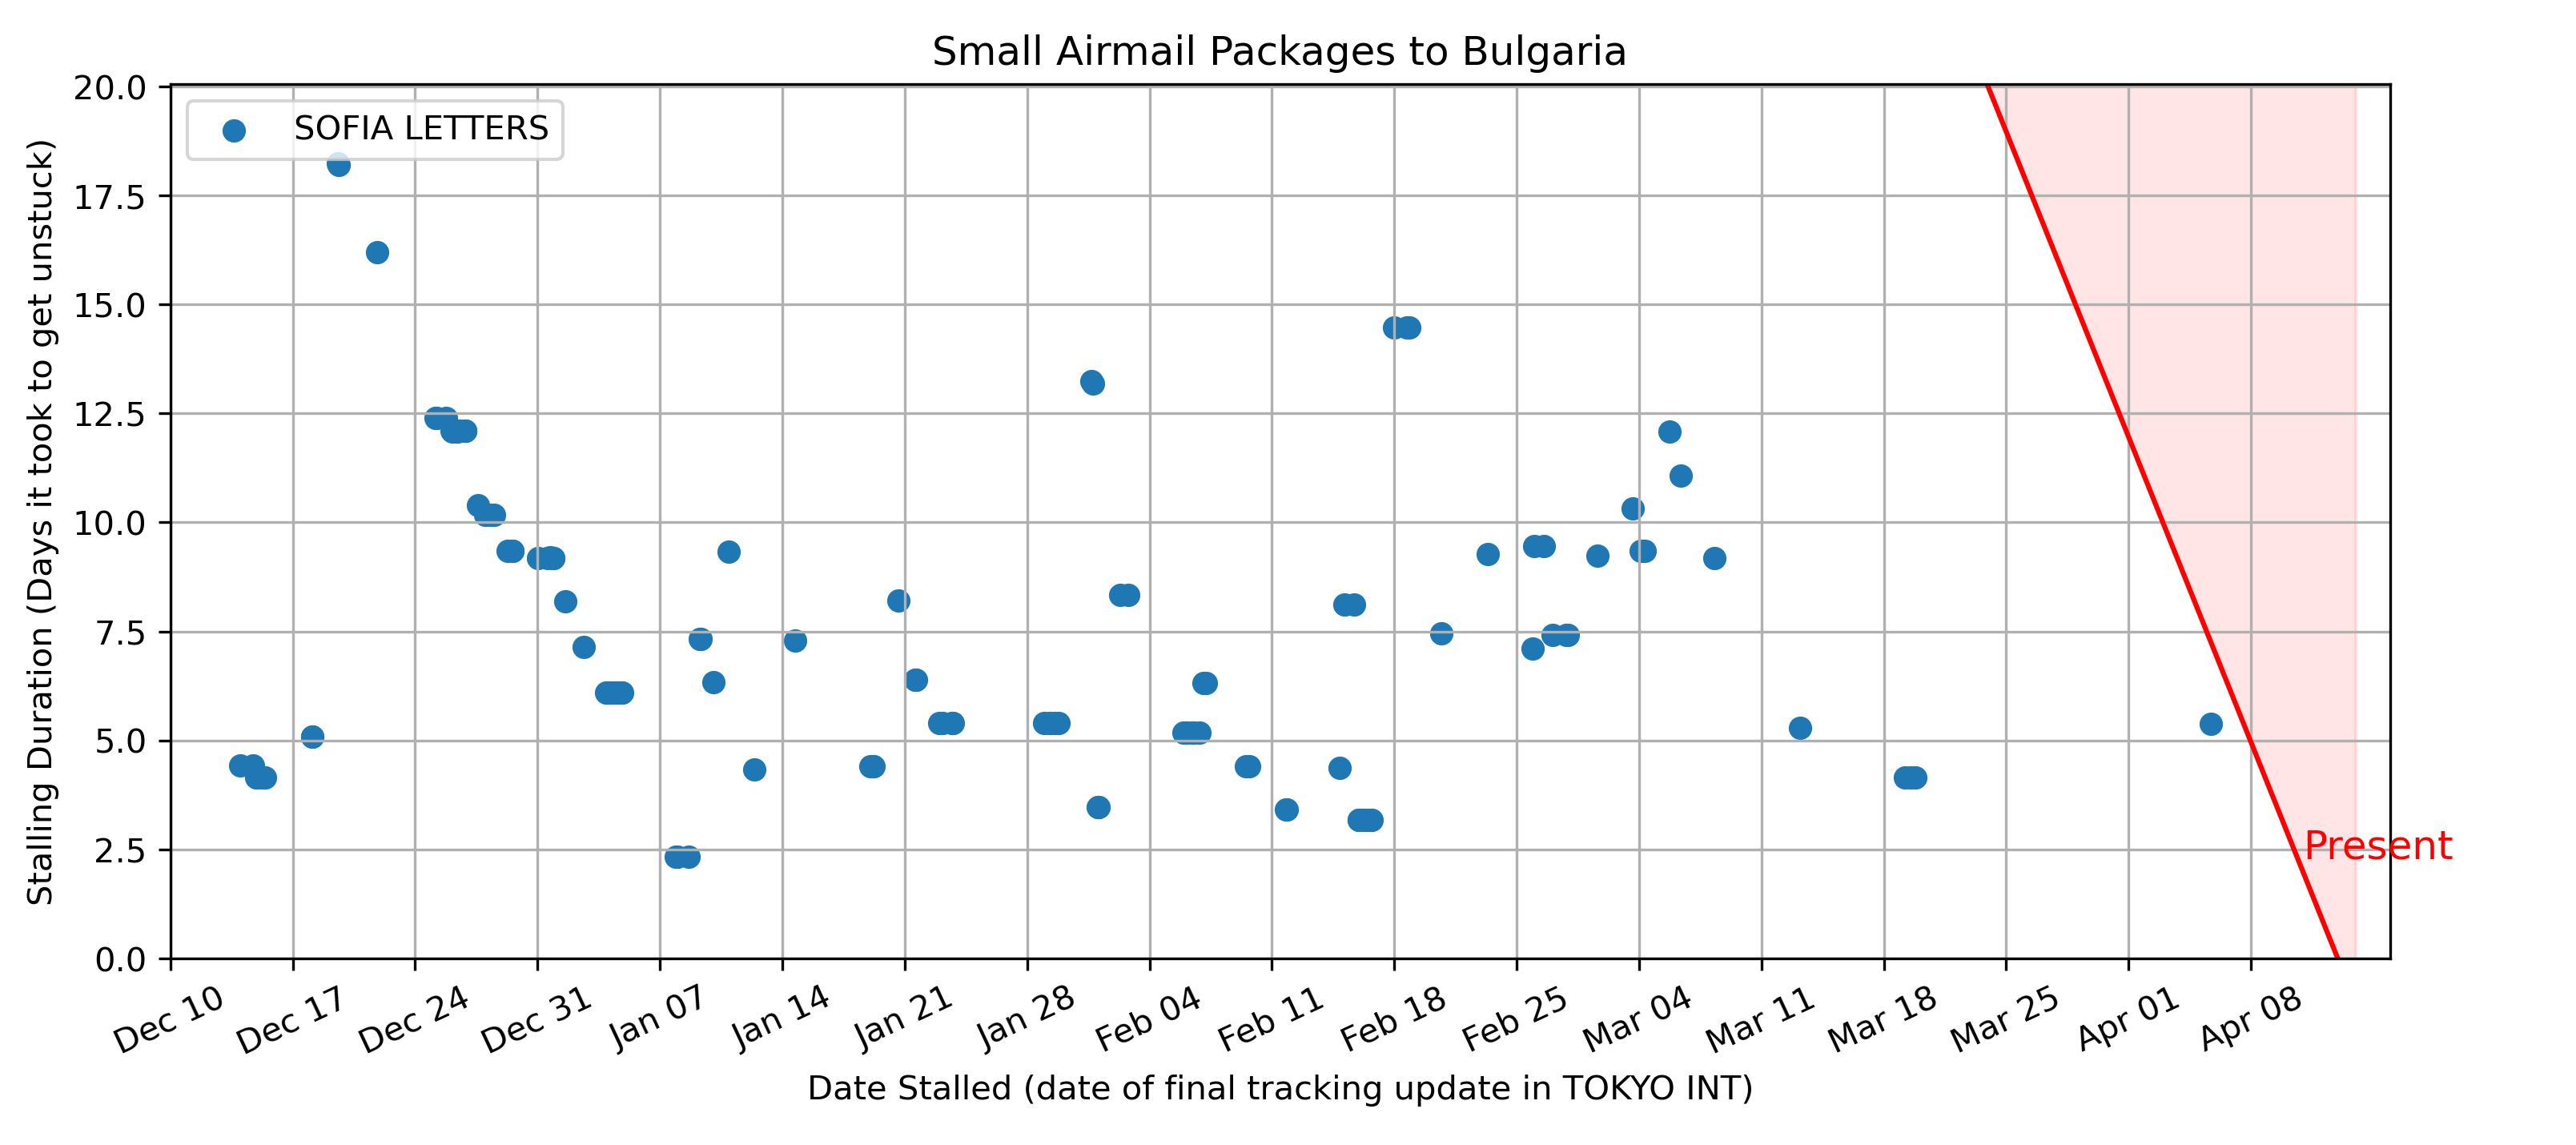 Small Airmail Packages to Bulgaria
SOFIA LETTERS
Stalling Duration (Days it took to get unstuck)
20.0
17.5
15.0
12.5
10.0
7.5
5.0
2.5
0.0
Present
Dec 10
Dec 17
Dec 24
Dec 31
Jan 07
Jan 14
Jan 21
Jan 28
Feb 04
Feb 11
Feb 18
Feb 25
Mar 04
Mar 11
Mar 18
Mar 25
Apr 01
Apr 08
Date Stalled (date of final tracking update in TOKYO INT)